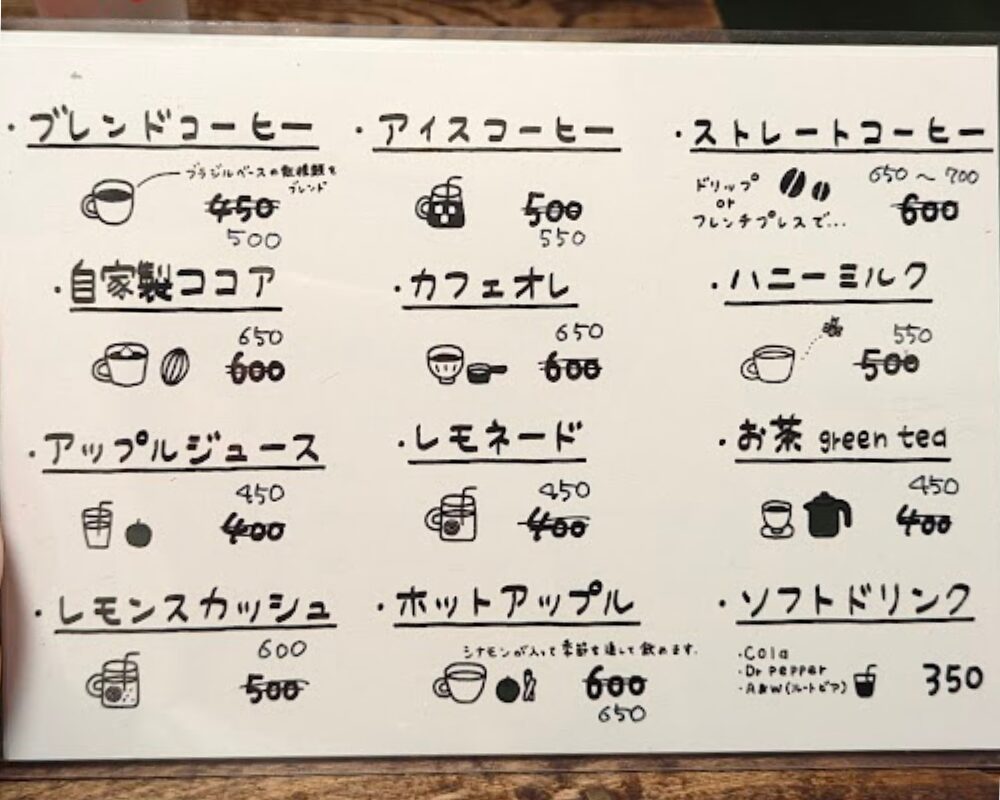 ・ブレンドコーヒー
ブラジルベースの数種類を
ブレンド
450
500
・アイスコーヒー
500
550
・ストレートコーヒー
ドリップ
or
フレンチプレスで...
650〜700
600
・自家製ココア
650
600
・カフェオレ
650
600
・ハニーミルク
550
500
・アップルジュース
450
400
・レモネード
450
400
・お茶 green tea
450
400
・レモンスカッシュ
600
500
・ホットアップル
シナモンが入って季節を通して飲めます.
600
650
・ソフトドリンク
・Cola
・Dr pepper
・A&W(ルートビア)
350